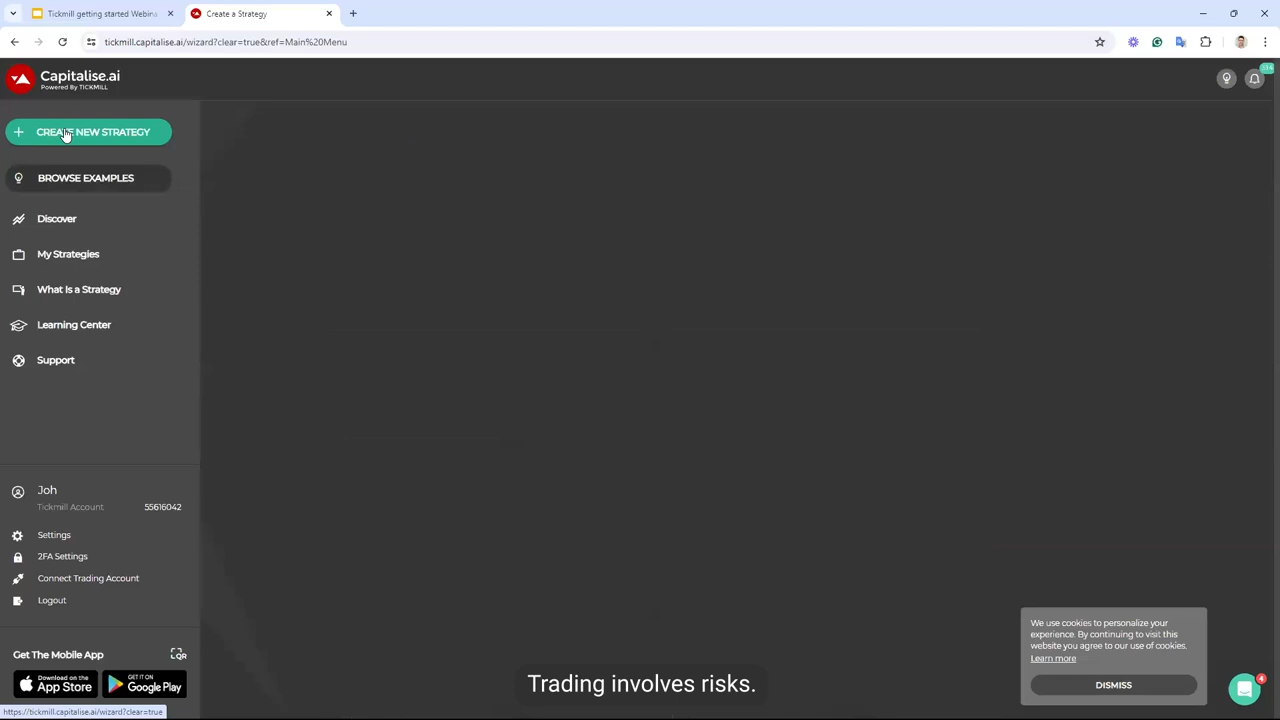 Tickmill getting started Webina
Create a Strategy
tickmill.capitalise.ai/wizard?clear=true&ref=Main%20Menu
Capitalise.ai
Powered By TICKMILL
CREATE NEW STRATEGY
BROWSE EXAMPLES
Discover
My Strategies
What Is a Strategy
Learning Center
Support
Joh
Tickmill Account 55616042
Settings
2FA Settings
Connect Trading Account
Logout
Get The Mobile App
QR
Download on the
App Store
GET IT ON
Google Play
https://tickmill.capitalise.ai/wizard?clear=true
We use cookies to personalize your
experience. By continuing to visit this
website you agree to our use of cookies.
Learn more
DISMISS
4
Trading involves risks.